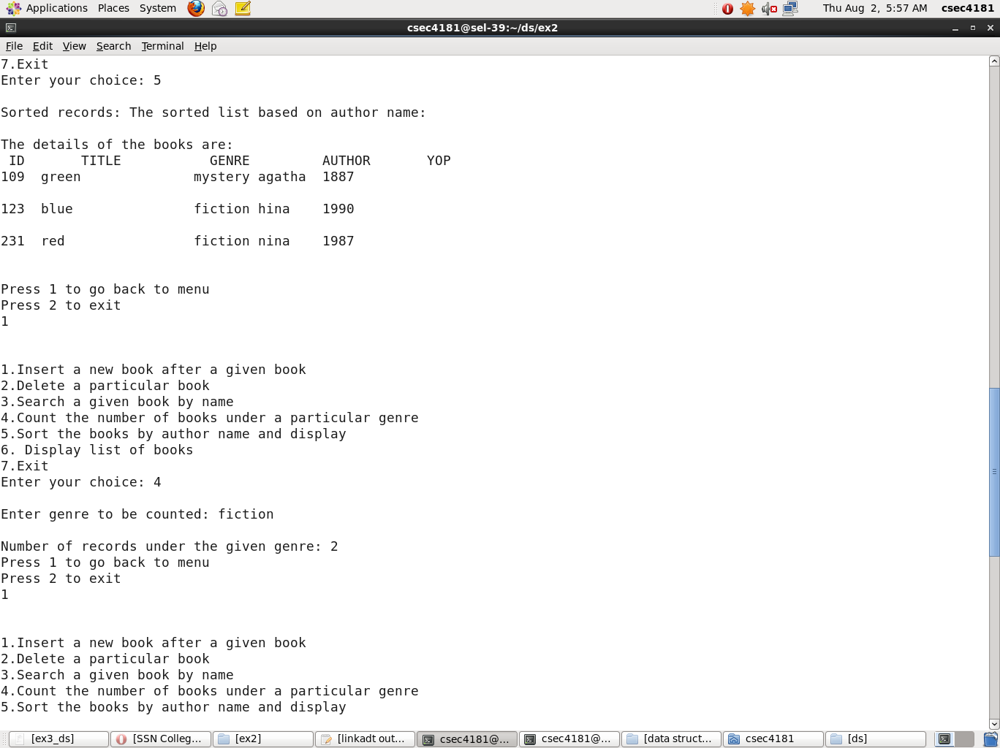 Applications Places System Thu Aug 2, 5:57 AM csec4181
csec4181@sel-39:~/ds/ex2
File Edit View Search Terminal Help
7.Exit
Enter your choice: 5
Sorted records: The sorted list based on author name:
The details of the books are:
ID TITLE GENRE AUTHOR YOP
109 green mystery agatha 1887
123 blue fiction hina 1990
231 red fiction nina 1987
Press 1 to go back to menu
Press 2 to exit
1
1.Insert a new book after a given book
2.Delete a particular book
3.Search a given book by name
4.Count the number of books under a particular genre
5.Sort the books by author name and display
6. Display list of books
7.Exit
Enter your choice: 4
Enter genre to be counted: fiction
Number of records under the given genre: 2
Press 1 to go back to menu
Press 2 to exit
1
1.Insert a new book after a given book
2.Delete a particular book
3.Search a given book by name
4.Count the number of books under a particular genre
5.Sort the books by author name and display
[ex3_ds] [SSN Colleg... [ex2] [linkadt out... csec4181@... csec4181@... [data struct... csec4181 [ds]